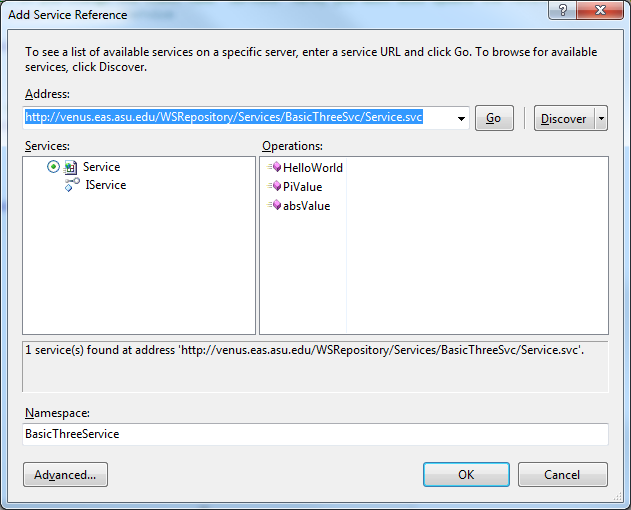 Add Service Reference
To see a list of available services on a specific server, enter a service URL and click Go. To browse for available
services, click Discover.
Address:
http://venus.eas.asu.edu/WSRepository/Services/BasicThreeSvc/Service.svc
Go
Discover
Services:
Operations:
Service
IService
HelloWorld
PiValue
absValue
1 service(s) found at address 'http://venus.eas.asu.edu/WSRepository/Services/BasicThreeSvc/Service.svc'.
Namespace:
BasicThreeService
Advanced...
OK
Cancel